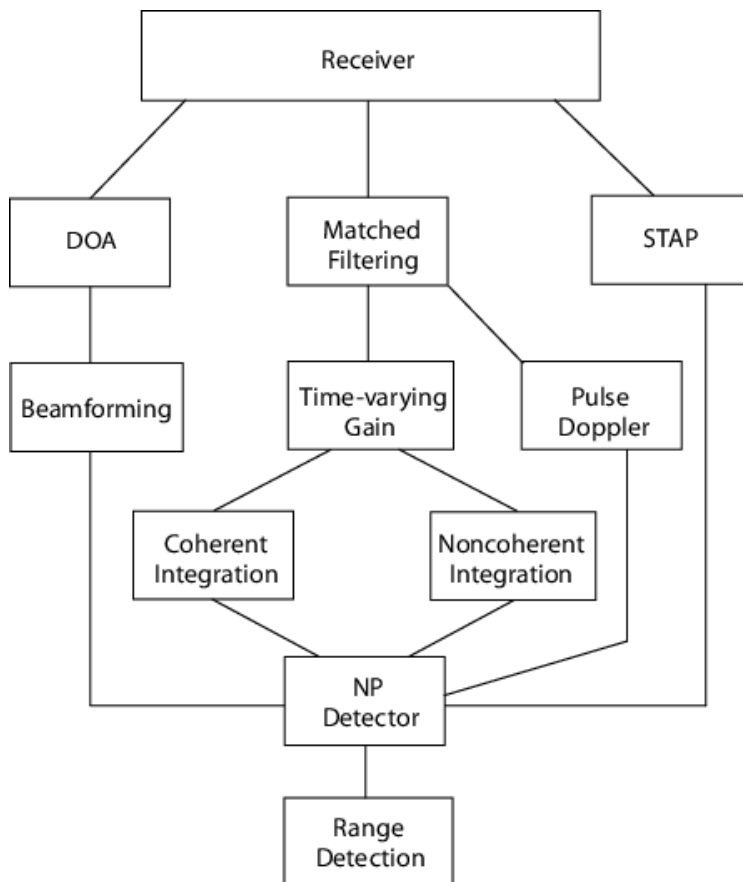 Receiver
DOA
Matched
Filtering
STAP
Beamforming
Time-varying
Gain
Pulse
Doppler
Coherent
Integration
Noncoherent
Integration
NP
Detector
Range
Detection